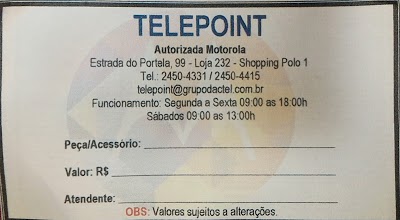 TELEPOINT
Autorizada Motorola
Estrada do Portela, 99 - Loja 232 - Shopping Polo 1
Tel.: 2450-4331 / 2450-4415
telepoint@grupodactel.com.br
Funcionamento: Segunda a Sexta 09:00 as 18:00h
Sábados 09:00 as 13:00h
Peça/Acessório:
Valor: R$
Atendente:
OBS: Valores sujeitos a alterações.